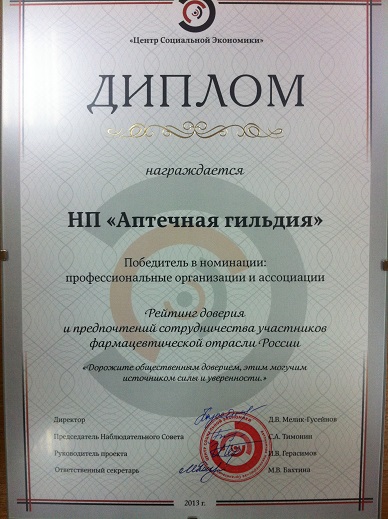 «Центр Социальной Экономики»
ДИПЛОМ
награждается
НП «Аптечная гильдия»
Победитель в номинации:
профессиональные организации и ассоциации
Рейтинг доверия
и предпочтений сотрудничества участников
фармацевтической отрасли России
«Дорожите общественным доверием, этим могучим
источником силы и уверенности.»
Директор Д.В. Мелик-Гусейнов
Председатель Наблюдательного Совета С.А. Тимонин
Руководитель проекта И.В. Герасимов
Ответственный секретарь М.В. Бахтина
2013 г.